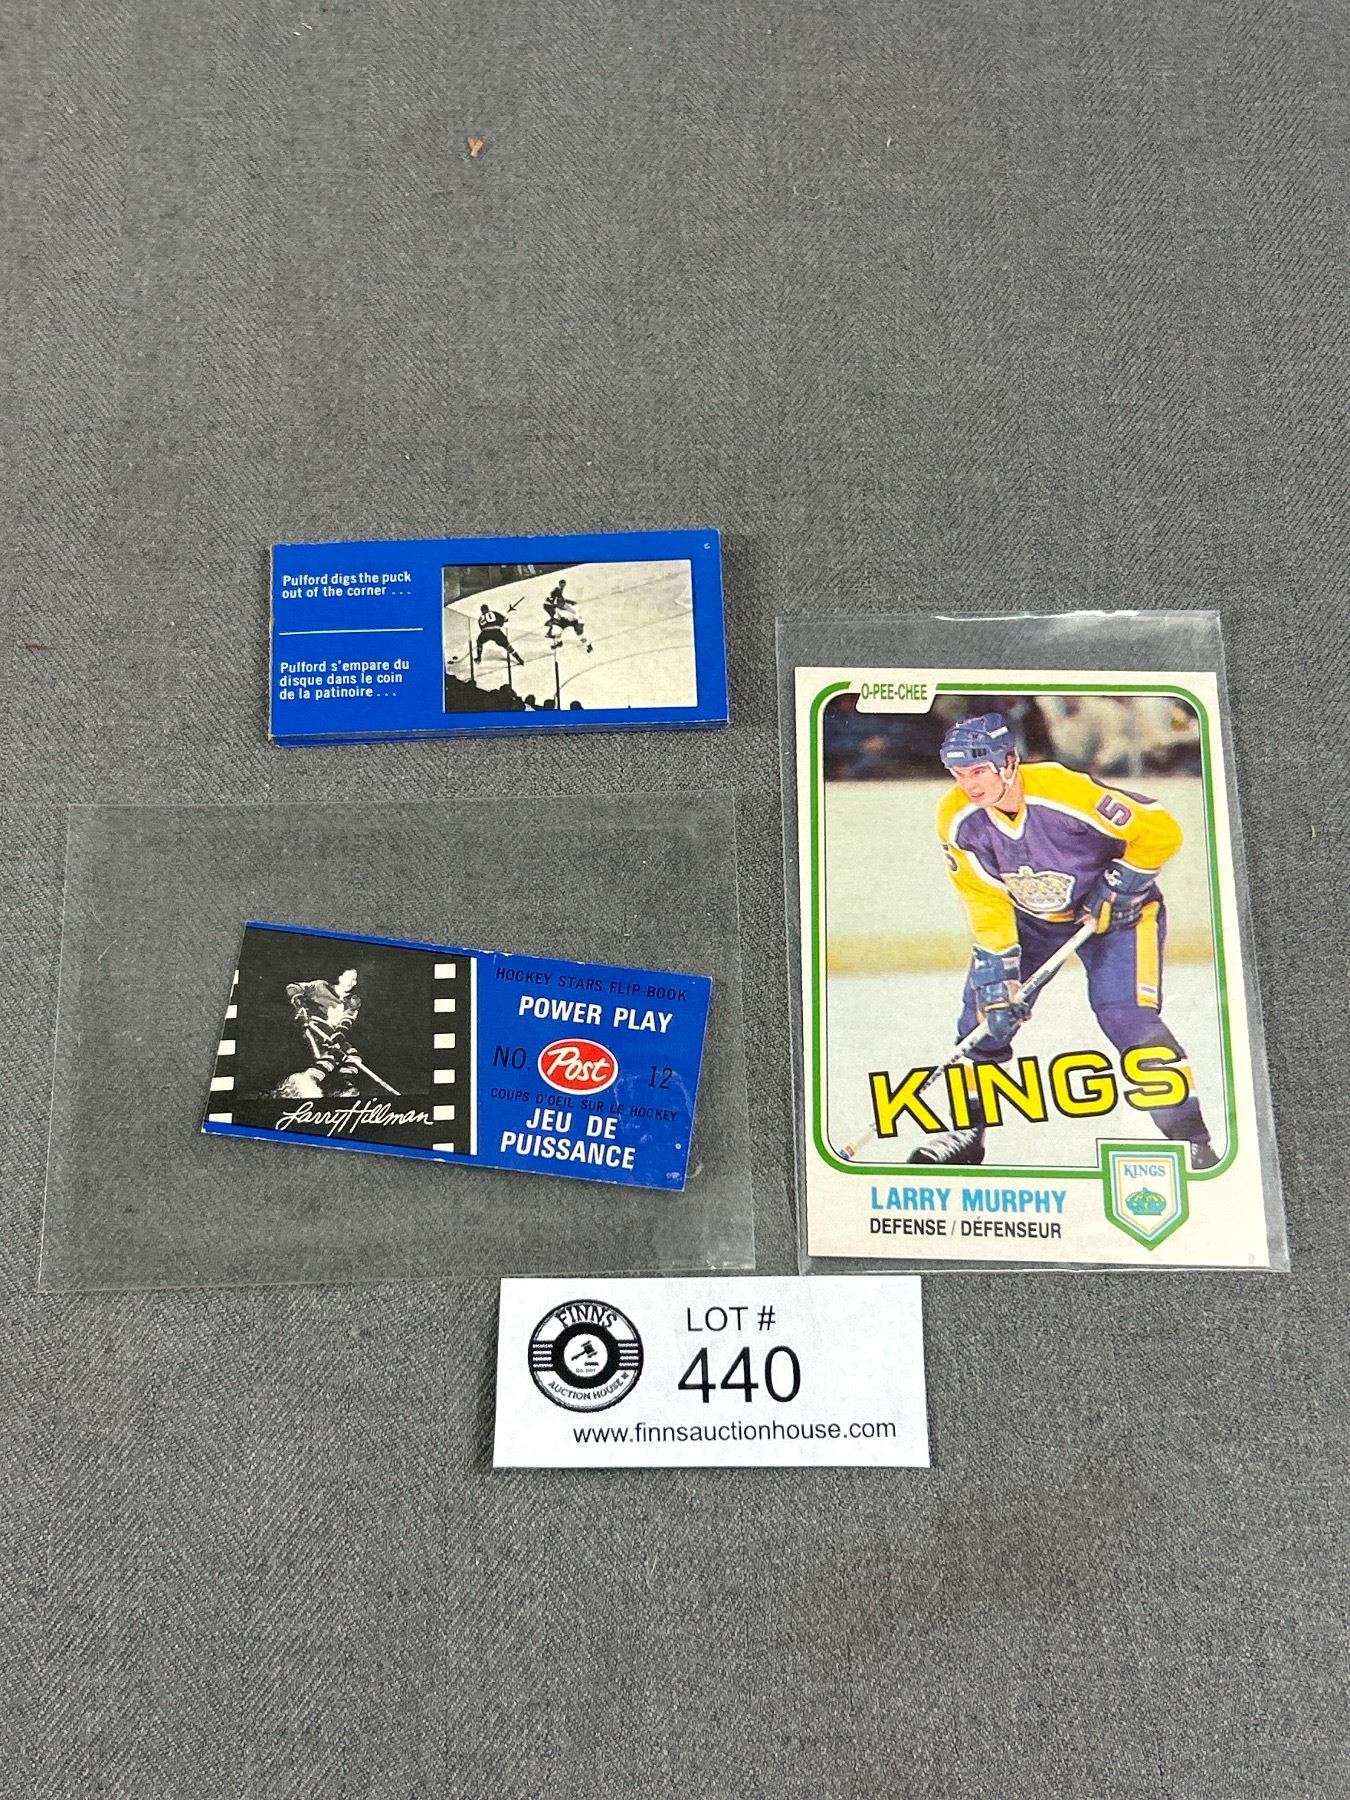 Pulford digs the puck
out of the corner . . .
20
Pulford s'empare du
disque dans le coin
de la patinoire . . .
HOCKEY STARS FLIP BOOK
POWER PLAY
NO. Post 12
COUPS D'OEIL SUR LE HOCKEY
JEU DE
PUISSANCE
Larry Hillman
O-PEE-CHEE
5
KINGS
KINGS
LARRY MURPHY
DEFENSE / DÉFENSEUR
FINNS
AUCTION HOUSE
LOT #
440
www.finnsauctionhouse.com